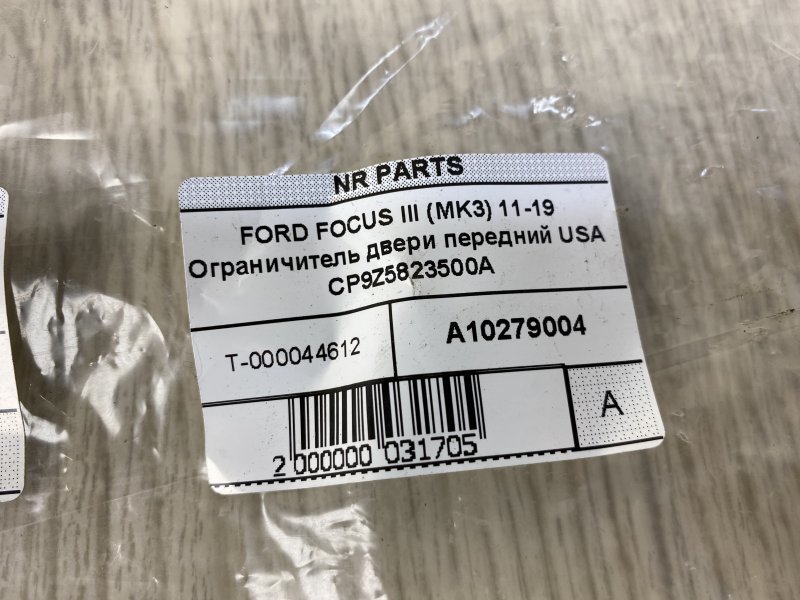 NR PARTS
FORD FOCUS III (MK3) 11-19
Ограничитель двери передний USA
CP9Z5823500A
T-000044612
A10279004
A
2 000000 031705